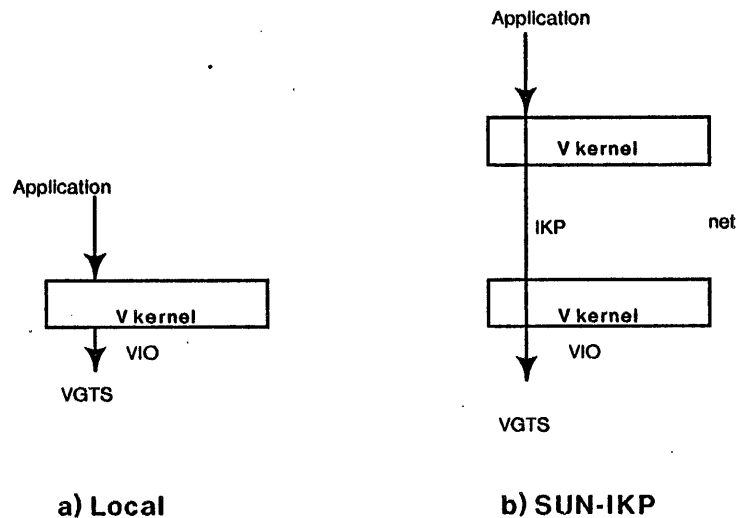 Application
V kernel
VIO
VGTS
a) Local
Application
V kernel
IKP
net
V kernel
VIO
VGTS
b) SUN-IKP